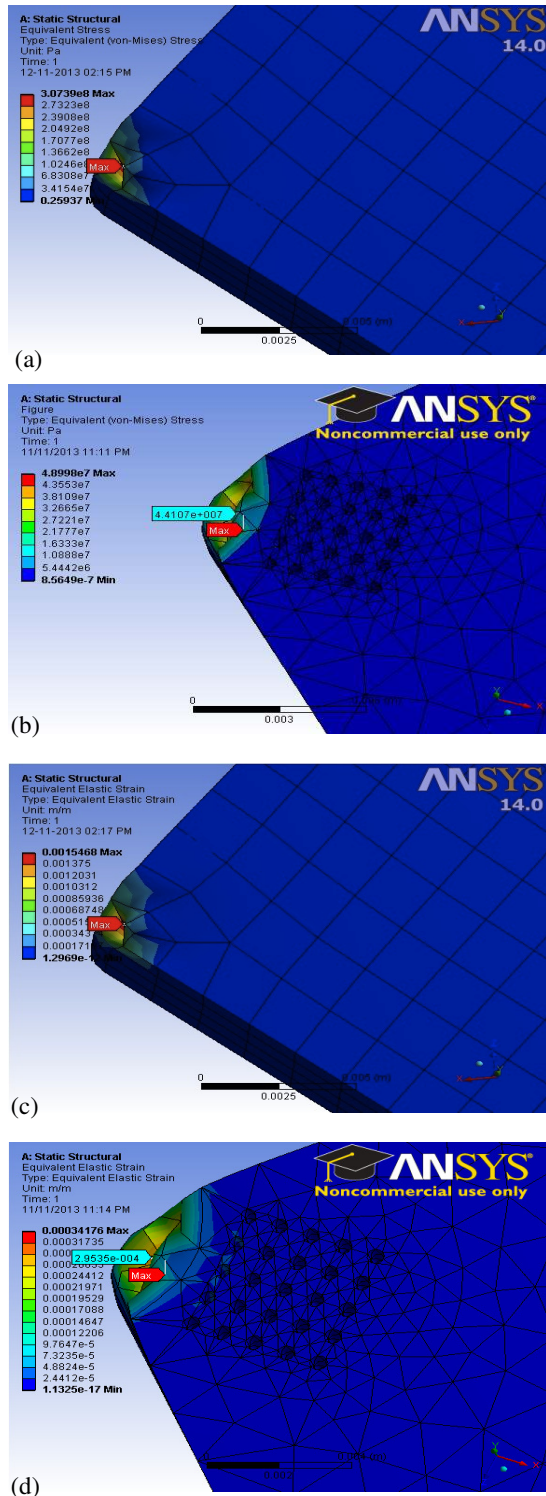 A: Static Structural
Equivalent Stress
Type: Equivalent (von-Mises) Stress
Unit: Pa
Time: 1
12-11-2013 02:15 PM
ANSYS
14.0
3.0739e8 Max
2.7323e8
2.3908e8
2.0492e8
1.7077e8
1.3662e8
1.0246e8
6.8308e7
3.4154e7
0.25937 Min
Max
0
0.005 (m)
0.0025
X
(a)
A: Static Structural
Figure
Type: Equivalent (von-Mises) Stress
Unit: Pa
Time: 1
11/11/2013 11:11 PM
ANSYS®
Noncommercial use only
4.8998e7 Max
4.3553e7
3.8109e7
3.2665e7
2.7221e7
2.1777e7
1.6333e7
1.0888e7
5.4442e6
8.5649e-7 Min
4.4107e+007
Max
0
0.003
Y
X
(b)
A: Static Structural
Equivalent Elastic Strain
Type: Equivalent Elastic Strain
Unit: m/m
Time: 1
12-11-2013 02:17 PM
ANSYS
14.0
0.0015468 Max
0.001375
0.0012031
0.0010312
0.00085936
0.00068748
Max
0
0.005 (m)
0.0025
X
(c)
A: Static Structural
Equivalent Elastic Strain
Type: Equivalent Elastic Strain
Unit: m/m
Time: 1
11/11/2013 11:14 PM
ANSYS®
Noncommercial use only
0.00034176 Max
0.00031735
2.9535e-004
0.00024412
0.00021971
0.00019529
0.00017088
0.00014647
0.00012206
9.7647e-5
7.3235e-5
4.8824e-5
2.4412e-5
1.1325e-17 Min
Max
0
Y
X
(d)